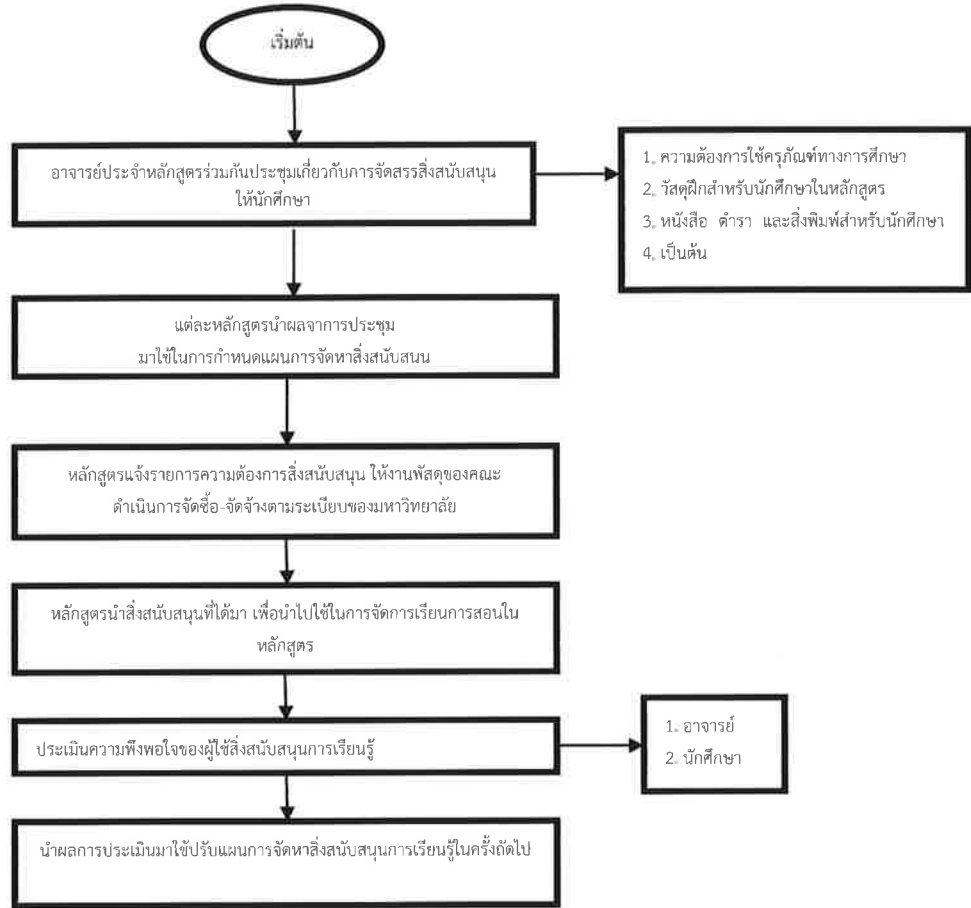 เริ่มต้น
อาจารย์ประจำหลักสูตรร่วมกันประชุมเกี่ยวกับการจัดสรรสิ่งสนับสนุน
ให้นักศึกษา
1. ความต้องการใช้ครุภัณฑ์ทางการศึกษา
2. วัสดุฝึกสำหรับนักศึกษาในหลักสูตร
3. หนังสือ ตำรา และสิ่งพิมพ์สำหรับนักศึกษา
4. เป็นต้น
แต่ละหลักสูตรนำผลจาการประชุม
มาใช้ในการกำหนดแผนการจัดหาสิ่งสนับสนน
หลักสูตรแจ้งรายการความต้องการสิ่งสนับสนุน ให้งานพัสดุของคณะ
ดำเนินการจัดซื้อ-จัดจ้างตามระเบียบของมหาวิทยาลัย
หลักสูตรนำสิ่งสนับสนุนที่ได้มา เพื่อนำไปใช้ในการจัดการเรียนการสอนใน
หลักสูตร
ประเมินความพึงพอใจของผู้ใช้สิ่งสนับสนุนการเรียนรู้
1. อาจารย์
2. นักศึกษา
นำผลการประเมินมาใช้ปรับแผนการจัดหาสิ่งสนับสนุนการเรียนรู้ในครั้งถัดไป